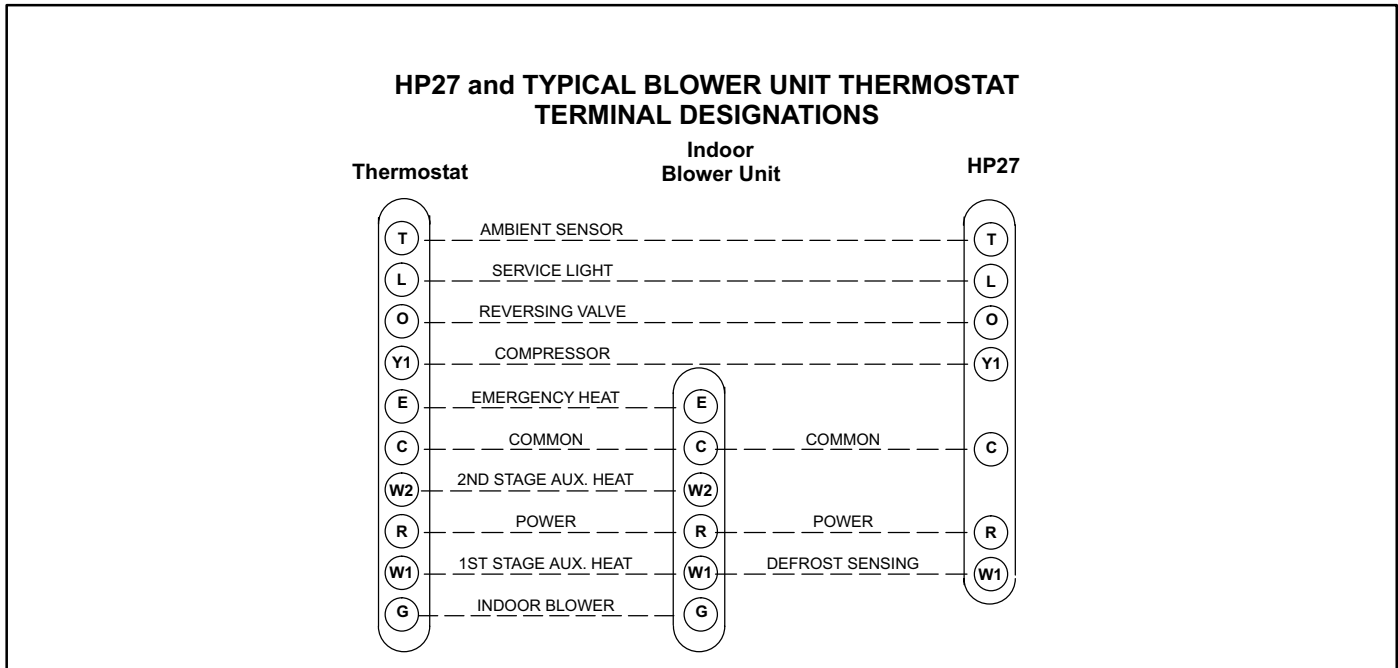 HP27 and TYPICAL BLOWER UNIT THERMOSTAT
TERMINAL DESIGNATIONS
Thermostat
Indoor
Blower Unit
HP27
T AMBIENT SENSOR T
L SERVICE LIGHT L
O REVERSING VALVE O
Y1 COMPRESSOR Y1
E EMERGENCY HEAT E
C COMMON C COMMON C
W2 2ND STAGE AUX. HEAT W2
R POWER R POWER R
W1 1ST STAGE AUX. HEAT W1 DEFROST SENSING W1
G INDOOR BLOWER G